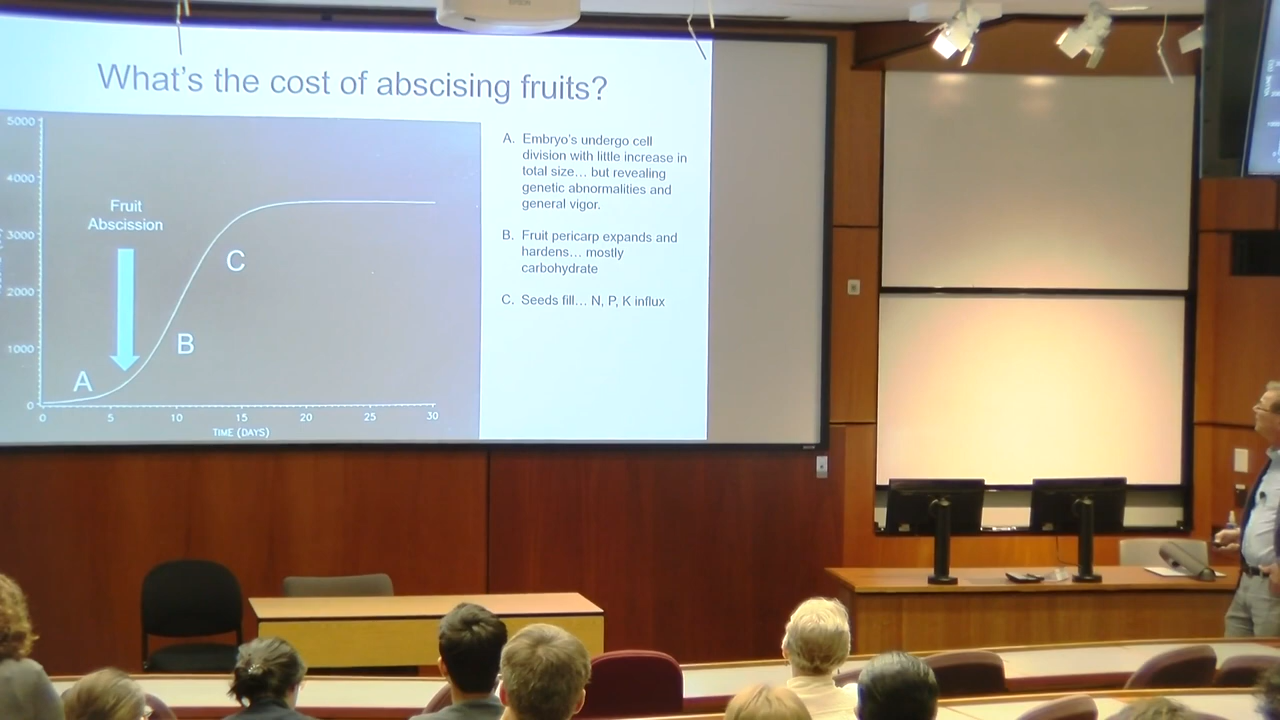 EPSON
What's the cost of abscising fruits?
5000
4000
3000
2000
1000
0
Fruit
Abscission
A
B
C
0 5 10 15 20 25 30
TIME (DAYS)
A. Embryo's undergo cell
division with little increase in
total size... but revealing
genetic abnormalities and
general vigor.
B. Fruit pericarp expands and
hardens... mostly
carbohydrate
C. Seeds fill... N, P, K influx